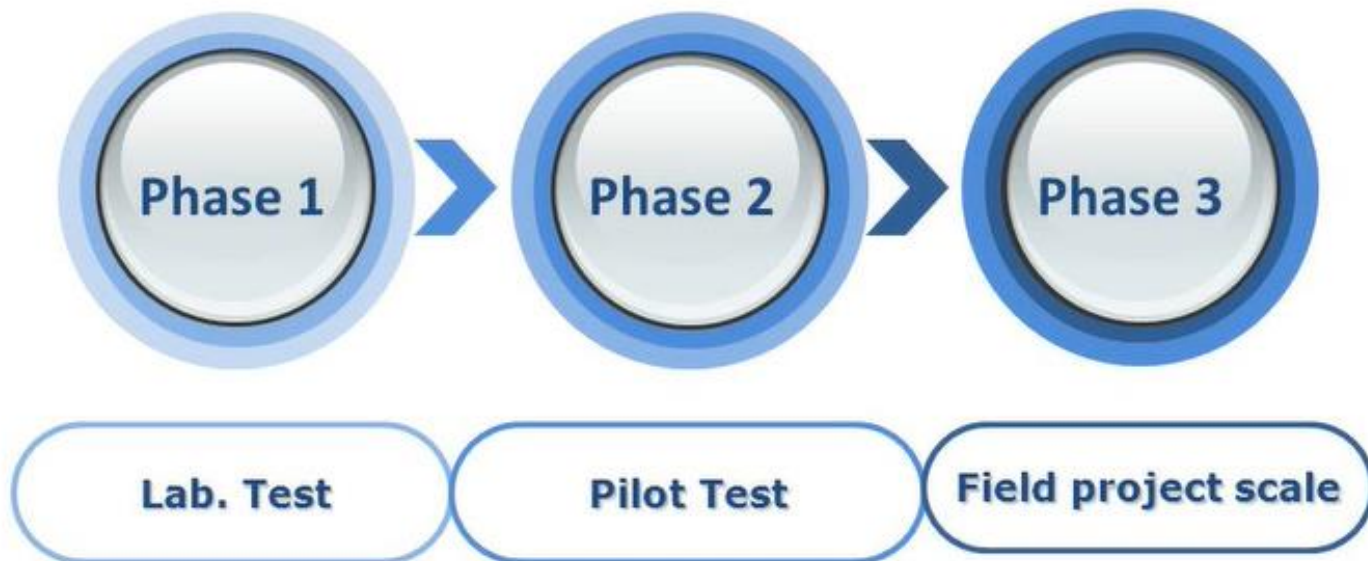 Phase 1
Phase 2
Phase 3
Lab. Test
Pilot Test
Field project scale